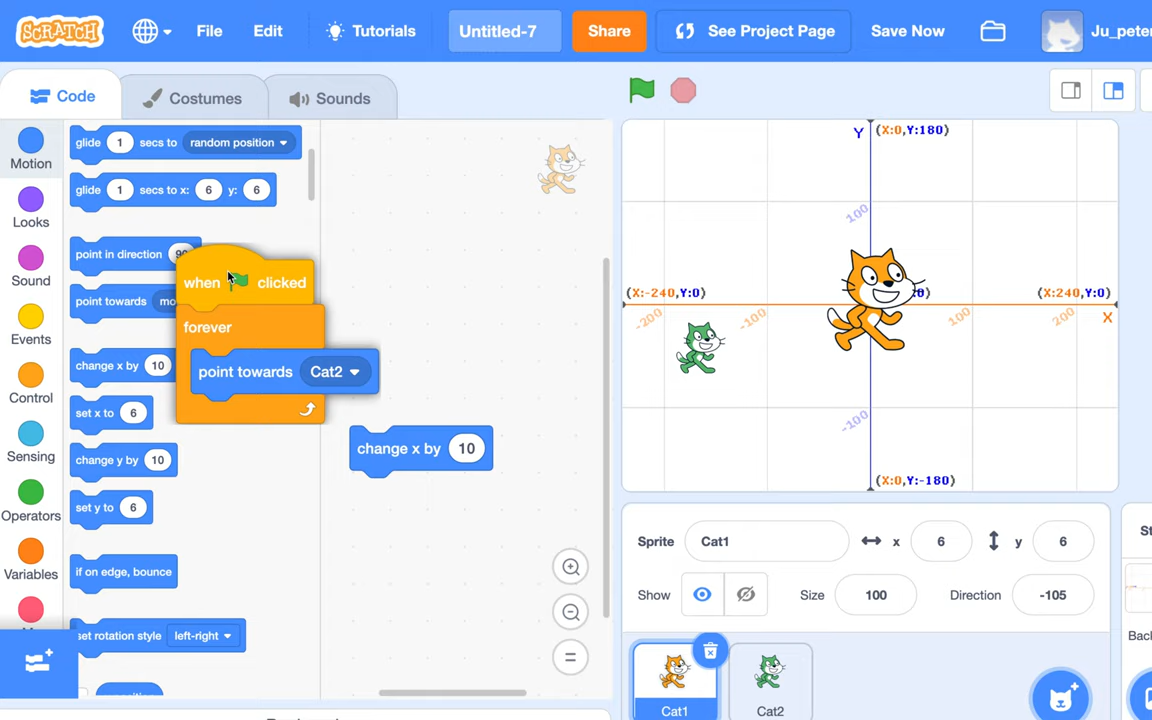 SCRATCH File Edit Tutorials Untitled-7 Share See Project Page Save Now Ju_pete
Code Costumes Sounds
Motion
Looks
Sound
Events
Control
Sensing
Operators
Variables
glide 1 secs to random position
glide 1 secs to x: 6 y: 6
point in direction
point towards
change x by 10
set x to 6
change y by 10
set y to 6
if on edge, bounce
set rotation style left-right
when clicked
forever
point towards Cat2
change x by 10
Y (X:0,Y:180)
100
(X:-240,Y:0) (X:240,Y:0)
-200 -100 100 200 X
-100
(X:0,Y:-180)
Sprite Cat1 x 6 y 6
Show Size 100 Direction -105
Cat1 Cat2